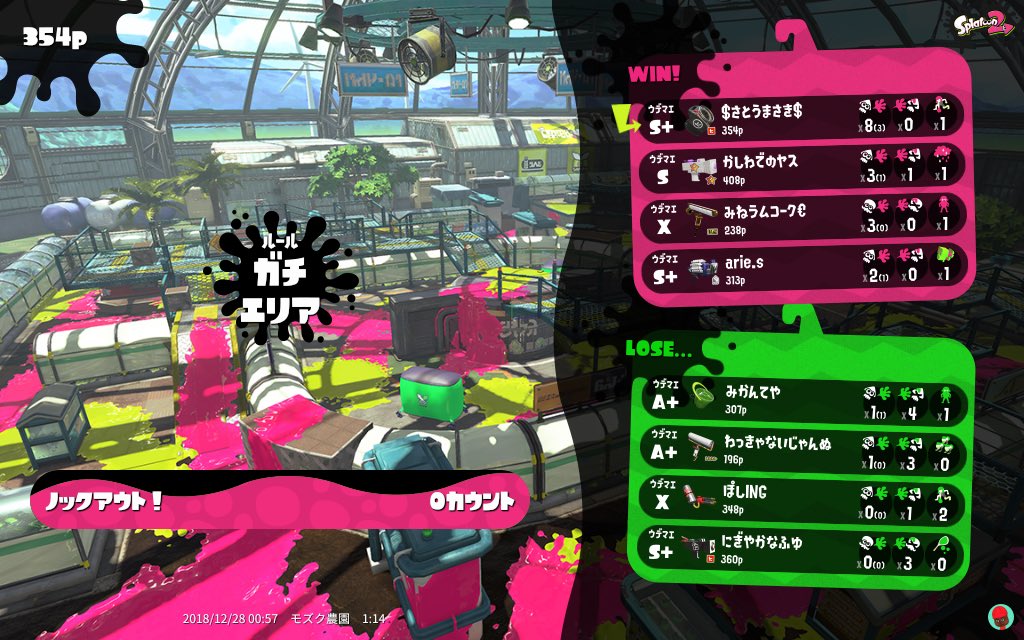 354p
Splatoon 2
WIN!
ウデマエ
S+
$さとうまさき$
354p
x8(3)
x0
x1
ウデマエ
S
かしわでのヤス
408p
x3(1)
x1
x1
ウデマエ
X
みねうムコーク€
238p
x3(0)
x0
x1
ウデマエ
S+
arie.s
313p
x2(1)
x0
x1
ルール
ガチ
エリア
LOSE...
ウデマエ
A+
みかんてや
307p
x1(1)
x4
x1
ウデマエ
A+
わっきゃないじゃんぬ
196p
x1(0)
x3
x0
ウデマエ
X
ぽしING
348p
x0(0)
x1
x2
ウデマエ
S+
にぎやかなふゆ
360p
x0(0)
x3
x0
ノックアウト!
0カウント
2018/12/28 00:57 モズク農園 1:14